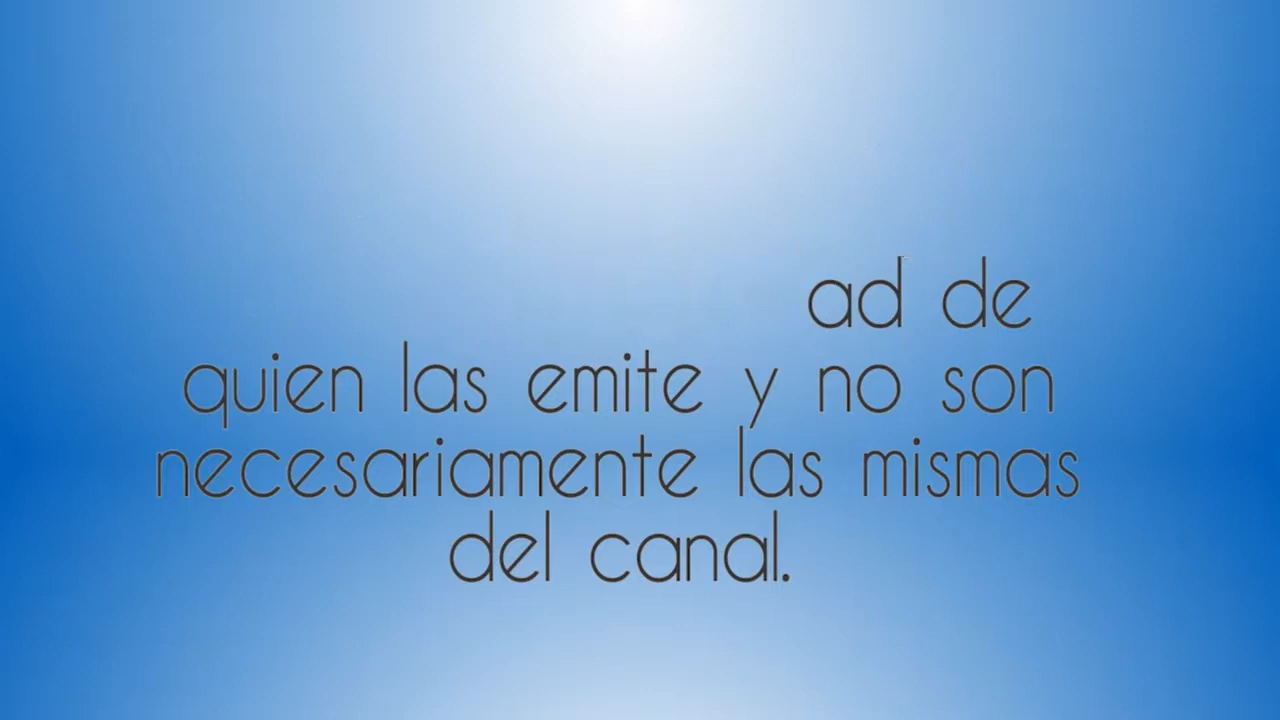 ad de
quien las emite y no son
necesariamente las mismas
del canal.